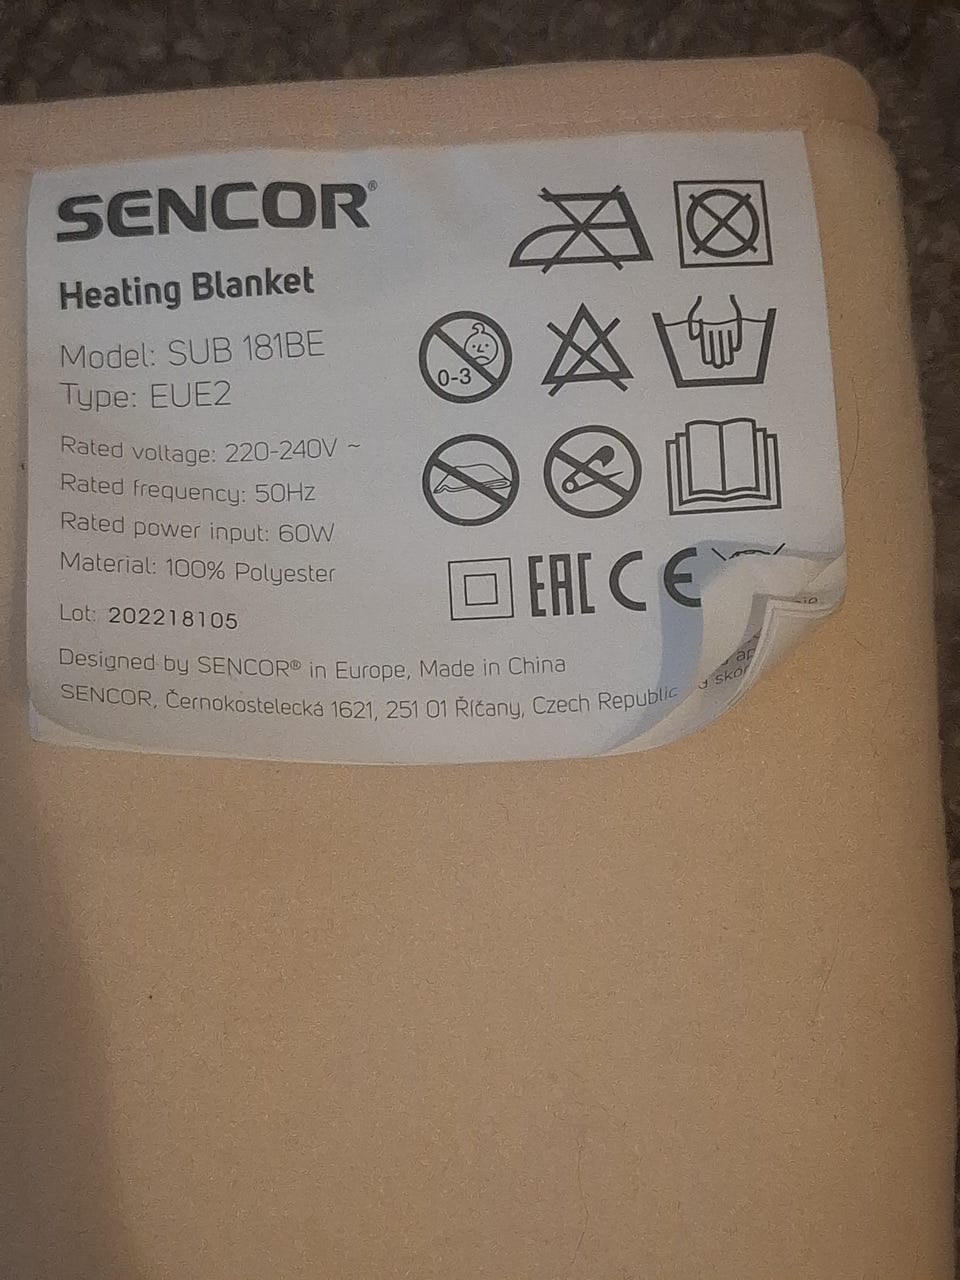 SENCOR®
Heating Blanket
Model: SUB 181BE
Type: EUE2
Rated voltage: 220-240V ~
Rated frequency: 50Hz
Rated power input: 60W
Material: 100% Polyester
Lot: 202218105
Designed by SENCOR® in Europe, Made in China
SENCOR, Černokostelecká 1621, 251 01 Říčany, Czech Republic
0-3
EAC CE